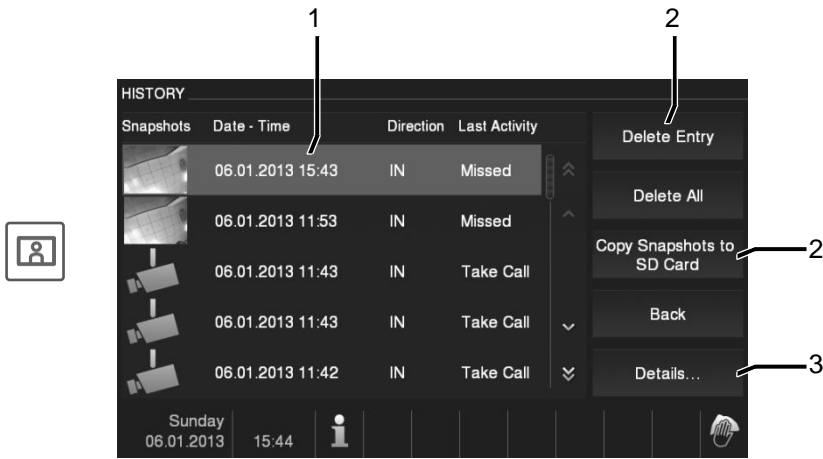 1
2
HISTORY
Snapshots Date - Time Direction Last Activity
Delete Entry
06.01.2013 15:43 IN Missed
Delete All
06.01.2013 11:53 IN Missed
Copy Snapshots to
SD Card
2
06.01.2013 11:43 IN Take Call
06.01.2013 11:43 IN Take Call
Back
06.01.2013 11:42 IN Take Call
Details...
3
Sunday
06.01.2013 15:44